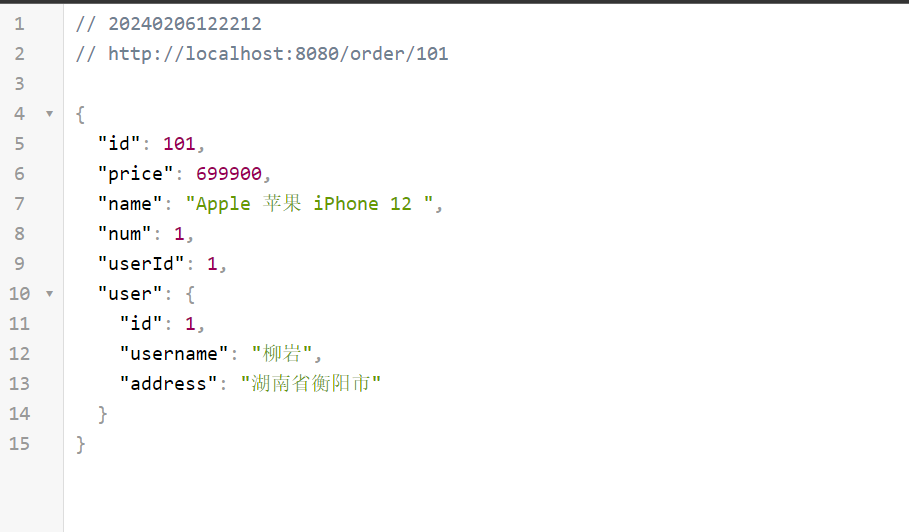 1 // 20240206122212
2 // http://localhost:8080/order/101
3
4 {
5 "id": 101,
6 "price": 699900,
7 "name": "Apple 苹果 iPhone 12 ",
8 "num": 1,
9 "userId": 1,
10 "user": {
11 "id": 1,
12 "username": "柳岩",
13 "address": "湖南省衡阳市"
14 }
15 }